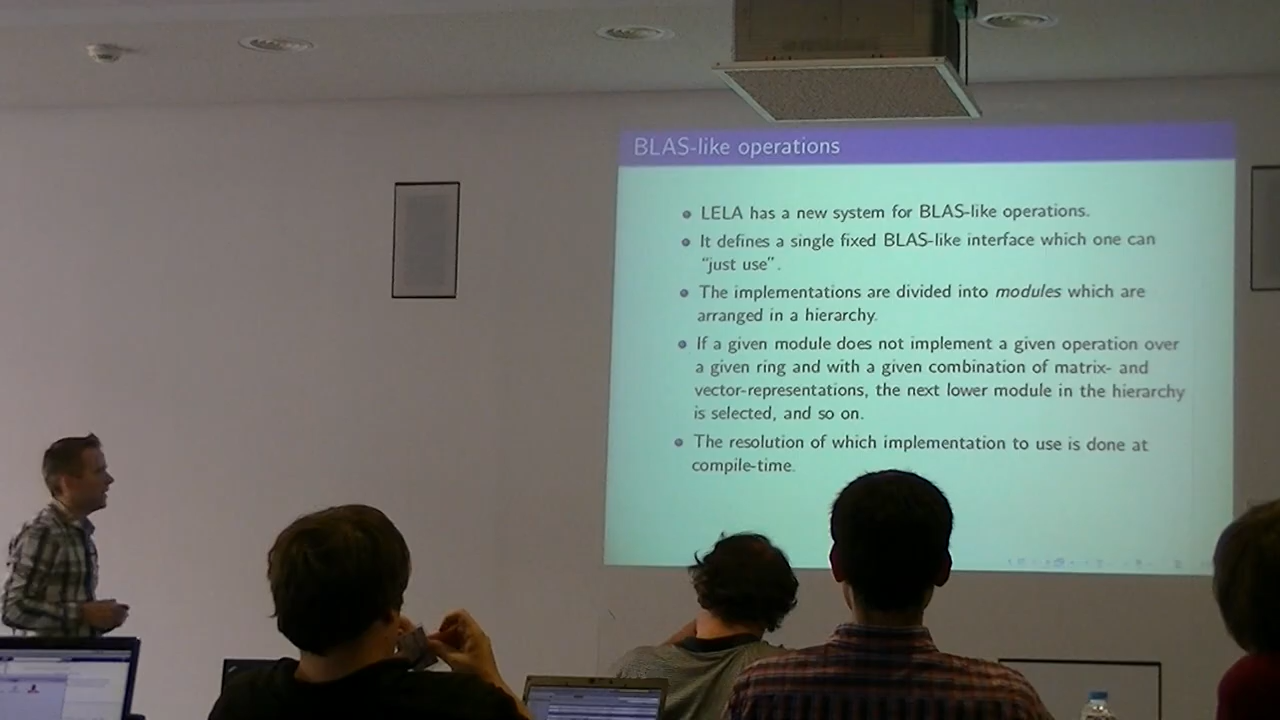 BLAS-like operations
LELA has a new system for BLAS-like operations.
It defines a single fixed BLAS-like interface which one can
"just use".
The implementations are divided into modules which are
arranged in a hierarchy.
If a given module does not implement a given operation over
a given ring and with a given combination of matrix- and
vector-representations, the next lower module in the hierarchy
is selected, and so on.
The resolution of which implementation to use is done at
compile-time.